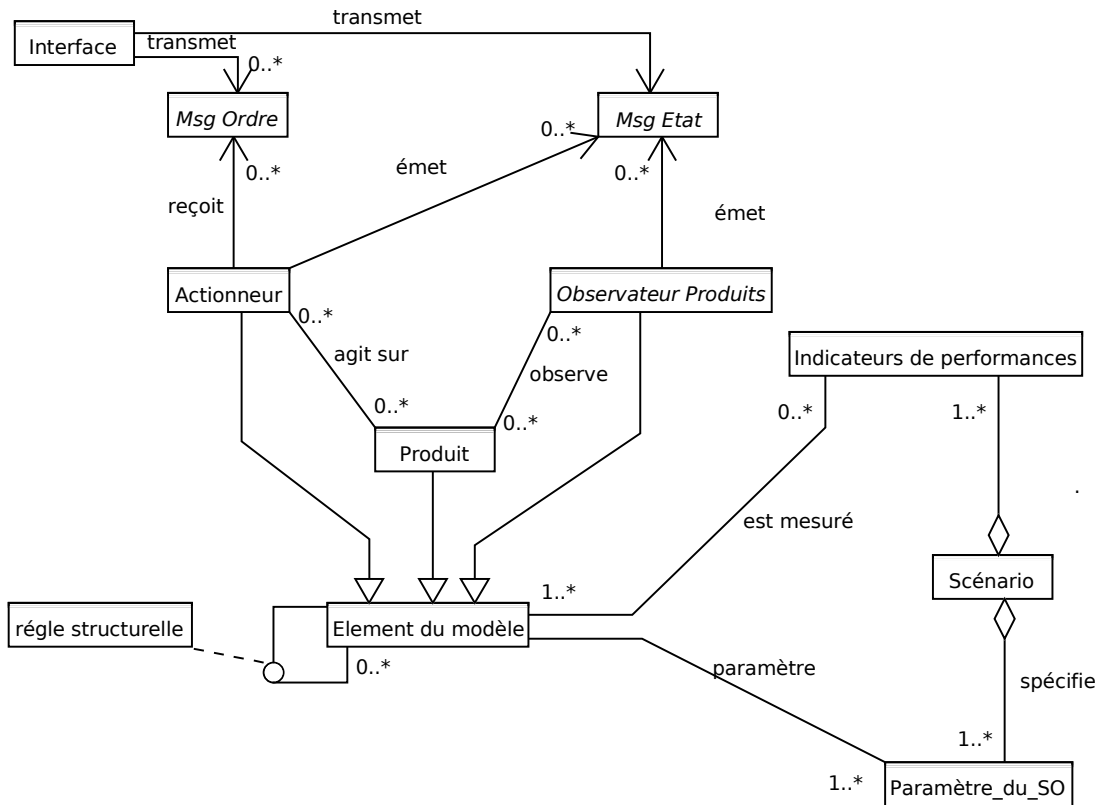 transmet
Interface
transmet
0..*
Msg Ordre
Msg Etat
0..*
0..*
0..*
émet
reçoit
émet
Actionneur
Observateur Produits
0..*
0..*
agit sur
Indicateurs de performances
observe
0..*
0..*
0..*
1..*
Produit
.
est mesuré
Scénario
1..*
régle structurelle
Element du modèle
0..*
paramètre
spécifie
1..*
1..*
Paramètre_du_SO